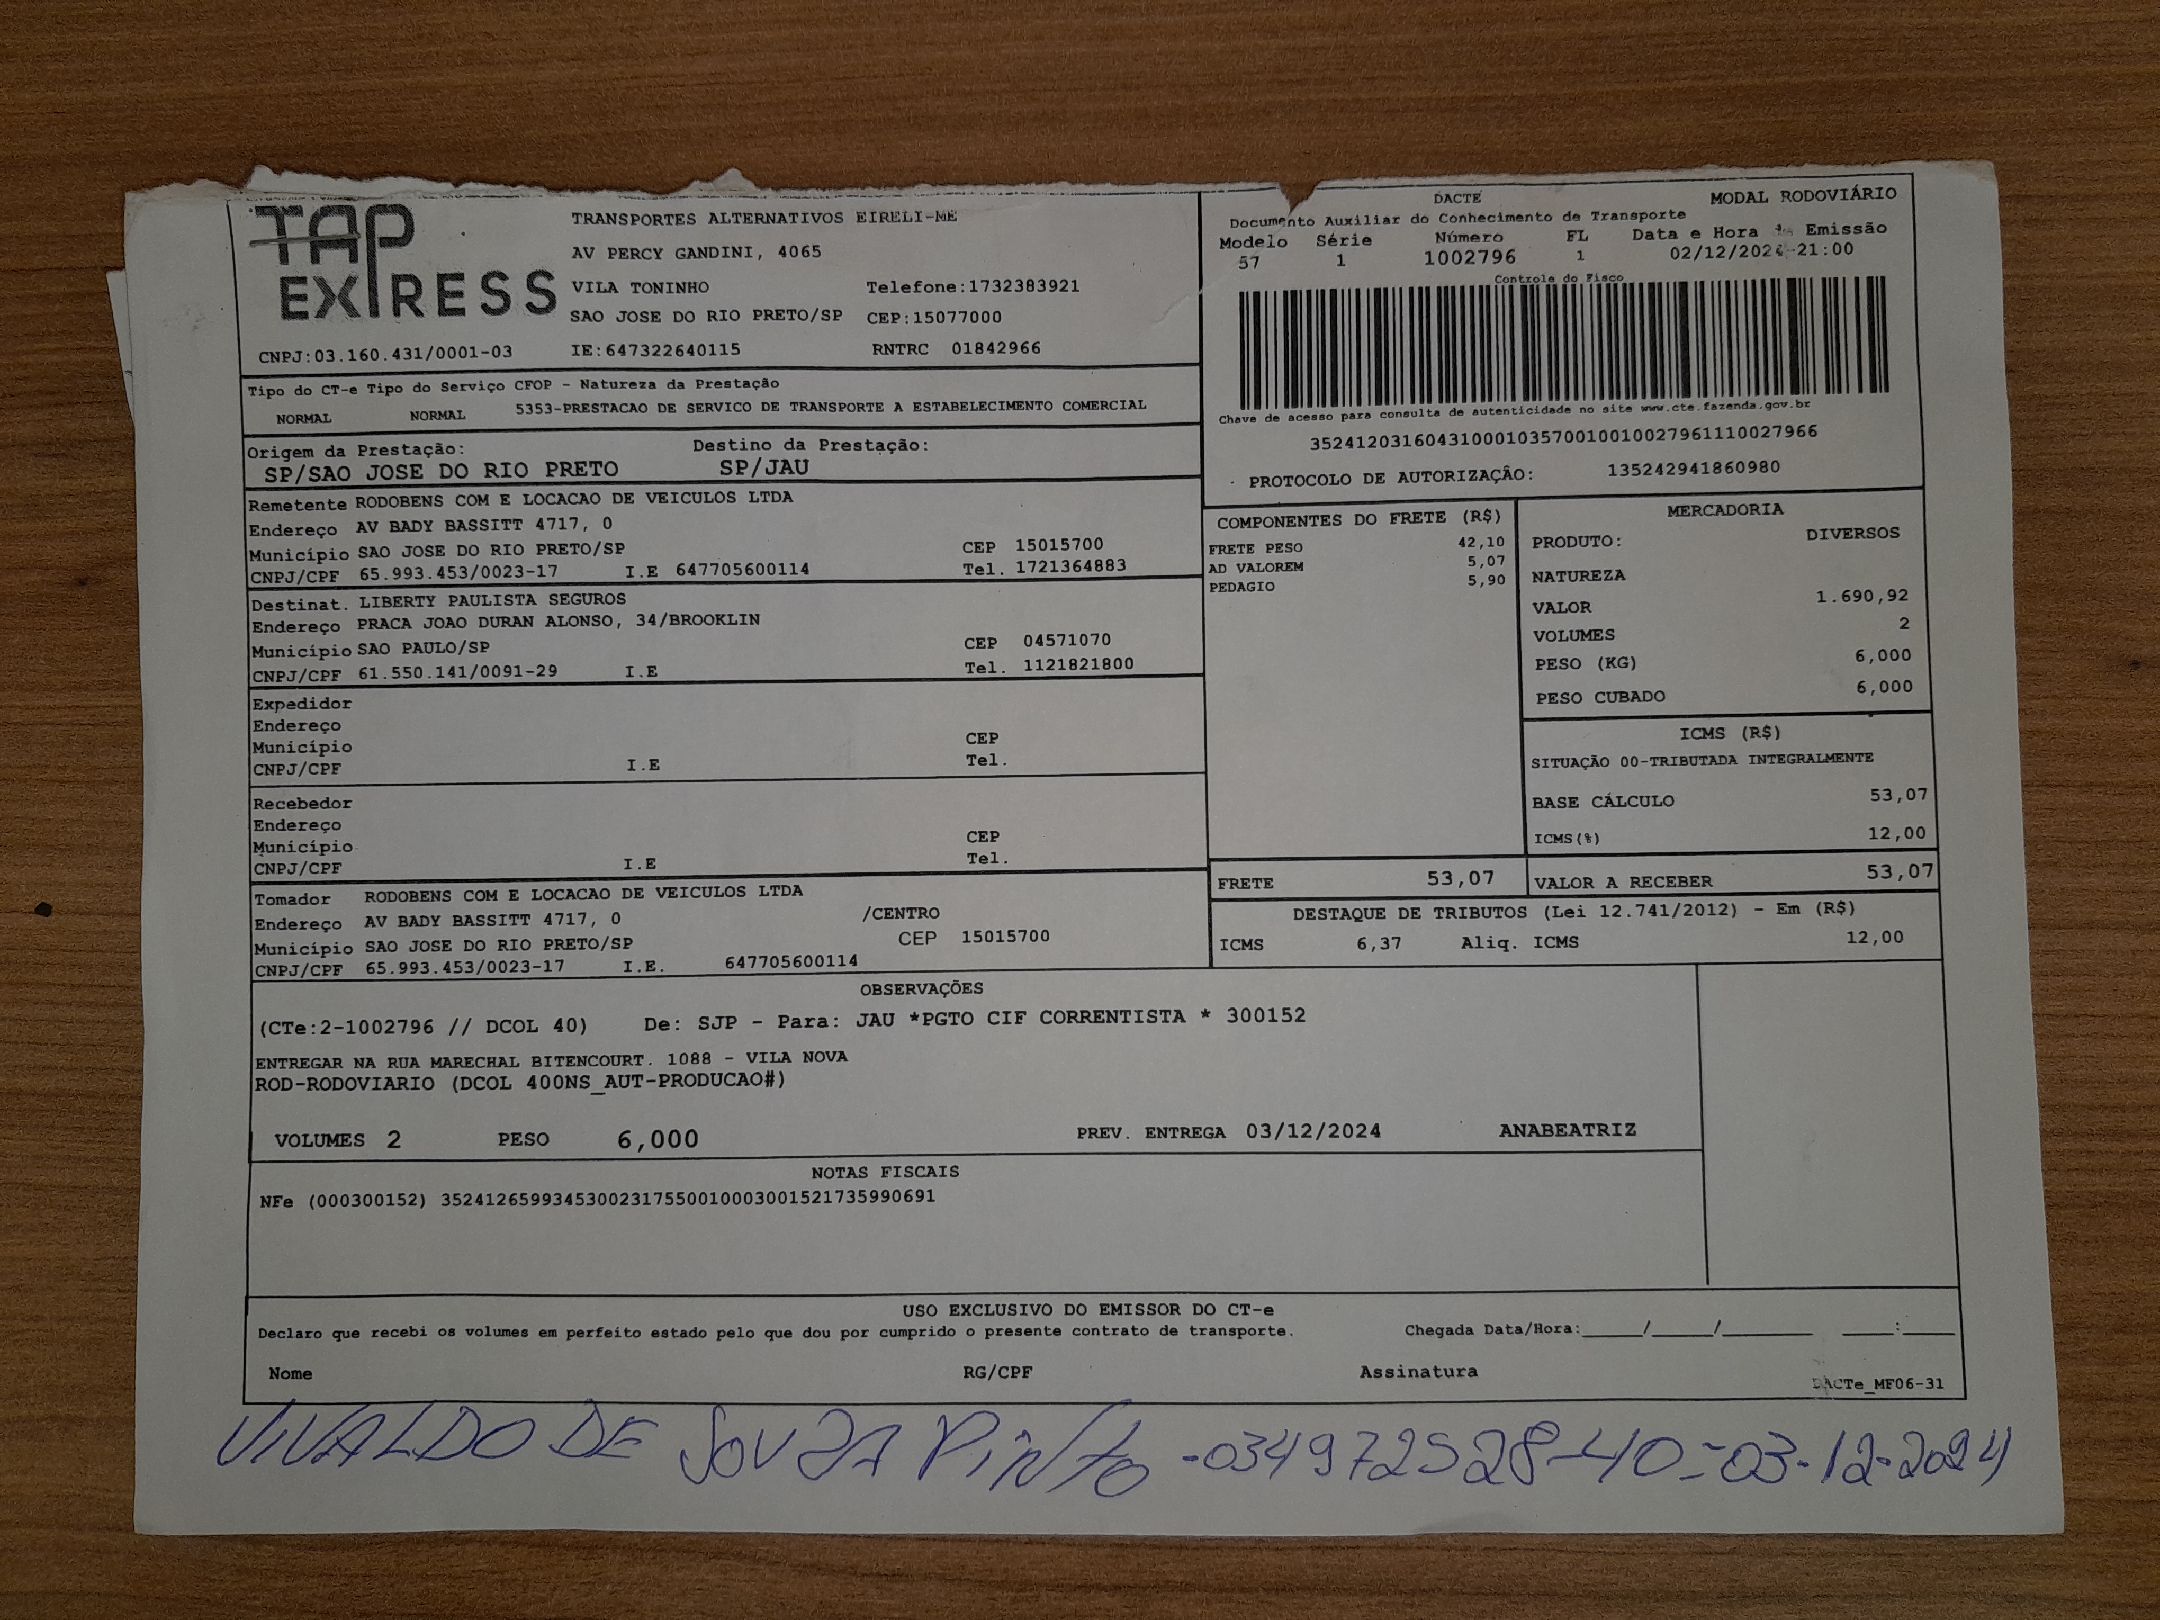 TAP EXPRESS
TRANSPORTES ALTERNATIVOS EIRELI-ME
AV PERCY GANDINI, 4065
VILA TONINHO Telefone:1732383921
SAO JOSE DO RIO PRETO/SP CEP:15077000
CNPJ:03.160.431/0001-03 IE:647322640115 RNTRC 01842966
DACTE MODAL RODOVIÁRIO
Documento Auxiliar do Conhecimento de Transporte
Modelo Série Número FL Data e Hora de Emissão
57 1 1002796 1 02/12/2024-21:00
Controle do Fisco
Chave de acesso para consulta de autenticidade no site www.cte.fazenda.gov.br
35241203160431000103570010010027961110027966
PROTOCOLO DE AUTORIZAÇÃO: 135242941860980
Tipo do CT-e Tipo do Serviço CFOP - Natureza da Prestação
NORMAL NORMAL 5353-PRESTACAO DE SERVICO DE TRANSPORTE A ESTABELECIMENTO COMERCIAL
Origem da Prestação: Destino da Prestação:
SP/SAO JOSE DO RIO PRETO SP/JAU
Remetente RODOBENS COM E LOCACAO DE VEICULOS LTDA
Endereço AV BADY BASSITT 4717, 0
Município SAO JOSE DO RIO PRETO/SP CEP 15015700
CNPJ/CPF 65.993.453/0023-17 I.E 647705600114 Tel. 1721364883
Destinat. LIBERTY PAULISTA SEGUROS
Endereço PRACA JOAO DURAN ALONSO, 34/BROOKLIN
Município SAO PAULO/SP CEP 04571070
CNPJ/CPF 61.550.141/0091-29 I.E Tel. 1121821800
Expedidor
Endereço
Município CEP
CNPJ/CPF I.E Tel.
Recebedor
Endereço
Município CEP
CNPJ/CPF I.E Tel.
Tomador RODOBENS COM E LOCACAO DE VEICULOS LTDA
Endereço AV BADY BASSITT 4717, 0 /CENTRO
Município SAO JOSE DO RIO PRETO/SP CEP 15015700
CNPJ/CPF 65.993.453/0023-17 I.E. 647705600114
COMPONENTES DO FRETE (R$)
FRETE PESO 42,10
AD VALOREM 5,07
PEDAGIO 5,90
MERCADORIA
PRODUTO: DIVERSOS
NATUREZA
VALOR 1.690,92
VOLUMES 2
PESO (KG) 6,000
PESO CUBADO 6,000
ICMS (R$)
SITUAÇÃO 00-TRIBUTADA INTEGRALMENTE
BASE CÁLCULO 53,07
ICMS(%) 12,00
FRETE 53,07 VALOR A RECEBER 53,07
DESTAQUE DE TRIBUTOS (Lei 12.741/2012) - Em (R$)
ICMS 6,37 Aliq. ICMS 12,00
OBSERVAÇÕES
(CTe:2-1002796 // DCOL 40) De: SJP - Para: JAU *PGTO CIF CORRENTISTA * 300152
ENTREGAR NA RUA MARECHAL BITENCOURT. 1088 - VILA NOVA
ROD-RODOVIARIO (DCOL 400NS_AUT-PRODUCAO#)
VOLUMES 2 PESO 6,000 PREV. ENTREGA 03/12/2024 ANABEATRIZ
NOTAS FISCAIS
NFe (000300152) 35241265993453002317550010003001521735990691
USO EXCLUSIVO DO EMISSOR DO CT-e
Declaro que recebi os volumes em perfeito estado pelo que dou por cumprido o presente contrato de transporte. Chegada Data/Hora:____/____/______ ____:____
Nome RG/CPF Assinatura
DACTe_MF06-31
VIVALDO DE SOUZA PINTO -034972528-40=03-12-2024